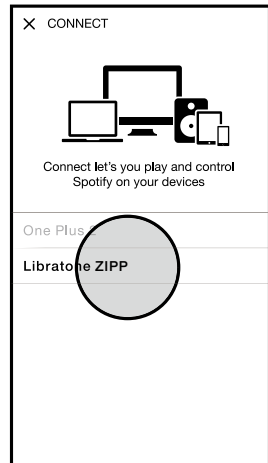 X CONNECT
Connect let's you play and control
Spotify on your devices
One Plus
Libratone ZIPP